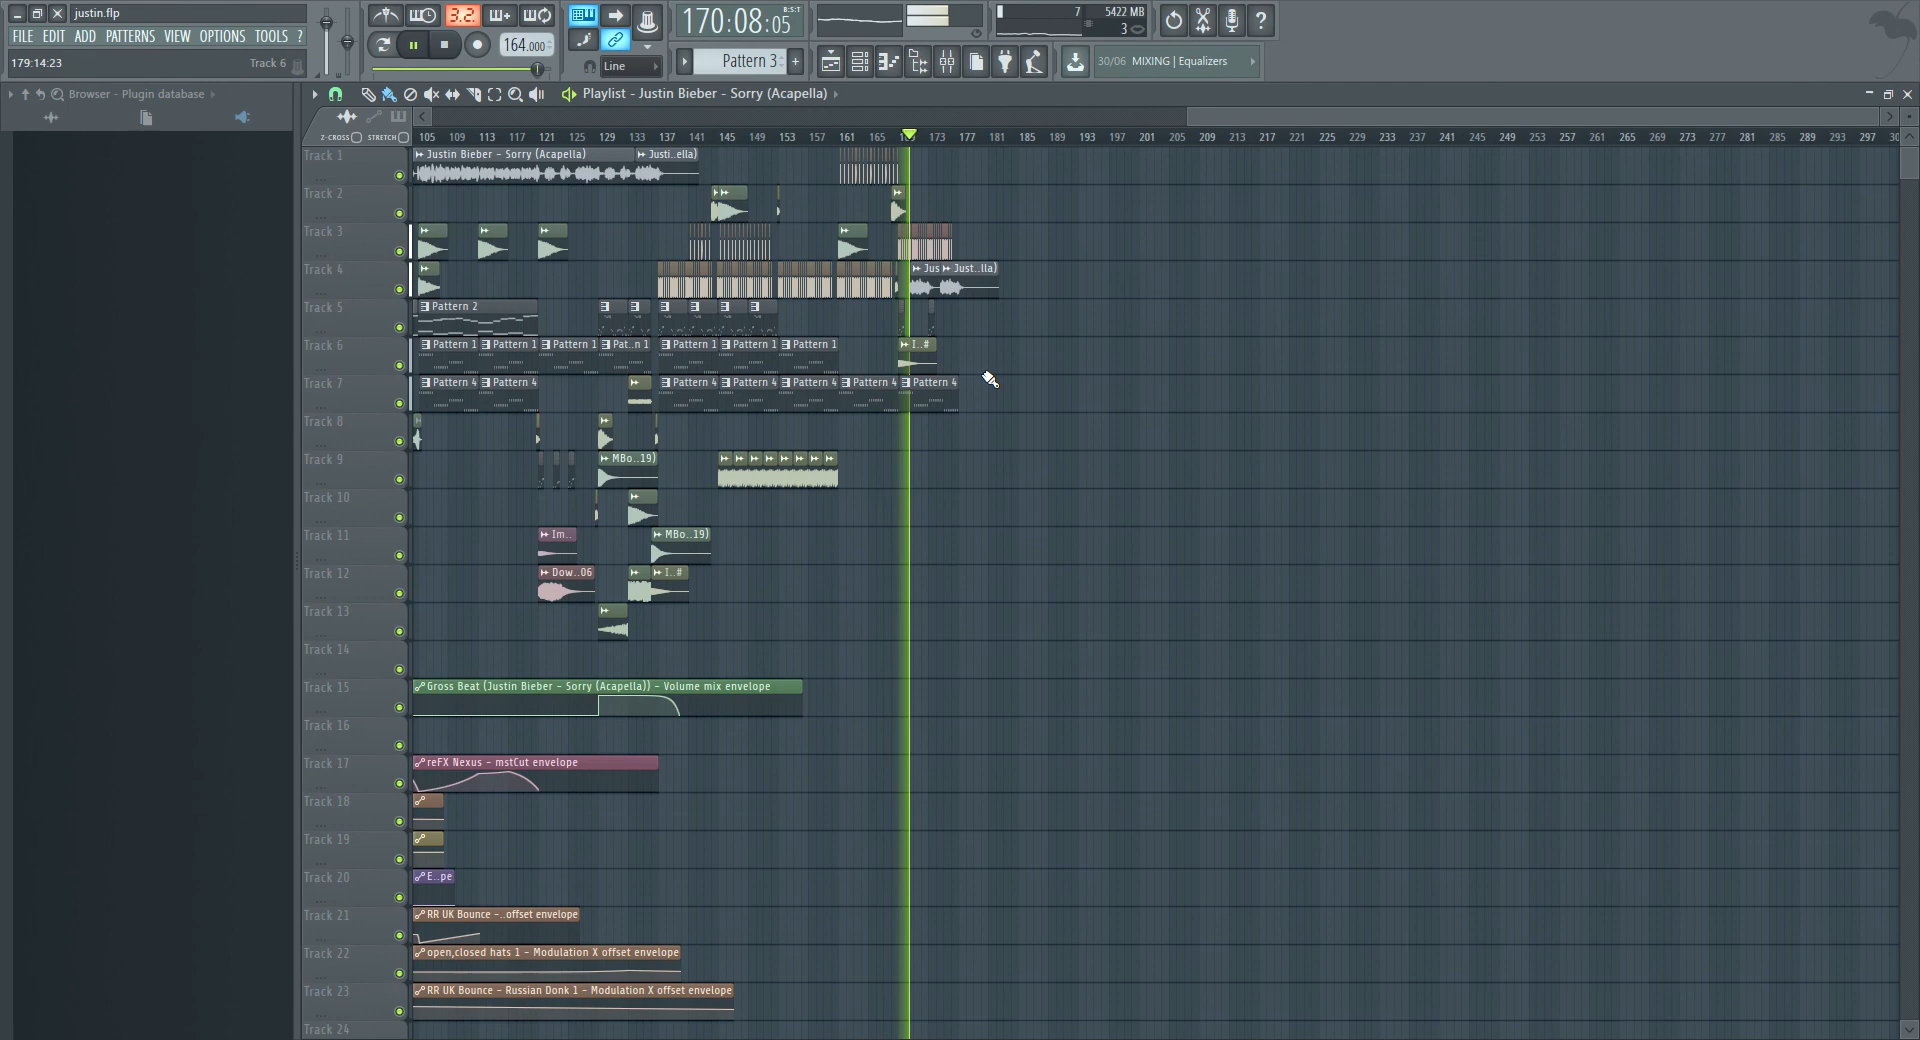 justin.flp
FILE EDIT ADD PATTERNS VIEW OPTIONS TOOLS ?
179:14:23 Track 6
3.2.
164.000
Line
170:08:05
B:S:T
Pattern 3
7 5422 MB
3
30/06 MIXING | Equalizers
Browser - Plugin database
Playlist - Justin Bieber - Sorry (Acapella)
Z-CROSS STRETCH
105 109 113 117 121 125 129 133 137 141 145 149 153 157 161 165 173 177 181 189 193 197 201 205 209 213 217 221 225 229 233 237 241 245 249 253 257 261 265 269 273 277 281 285 289 293 297
Track 1 Justin Bieber - Sorry (Acapella) Justi..ella)
Track 2
Track 3
Track 4 Jus Just..lla)
Track 5 Pattern 2
Track 6 Pattern 1 Pattern 1 Pattern 1 Pat..n 1 Pattern 1 Pattern 1 Pattern 1 I..#
Track 7 Pattern 4 Pattern 4 Pattern 4 Pattern 4 Pattern 4 Pattern 4 Pattern 4
Track 8
Track 9 MBo..19)
Track 10
Track 11 Im.. MBo..19)
Track 12 Dow..06 I..#
Track 13
Track 14
Track 15 Gross Beat (Justin Bieber - Sorry (Acapella)) - Volume mix envelope
Track 16
Track 17 reFX Nexus - mstCut envelope
Track 18
Track 19
Track 20 E..pe
Track 21 RR UK Bounce -..offset envelope
Track 22 open,closed hats 1 - Modulation X offset envelope
Track 23 RR UK Bounce - Russian Donk 1 - Modulation X offset envelope
Track 24